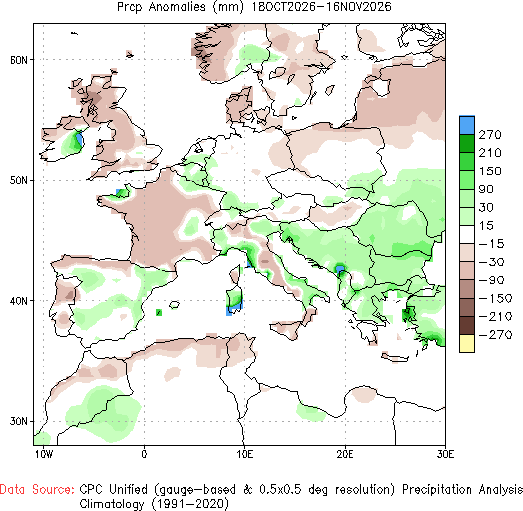 Prcp Anomalies (mm) 18OCT2026-16NOV2026
60N
50N
40N
30N
10W 0 10E 20E 30E
270
210
150
90
30
15
-15
-30
-90
-150
-210
-270
Data Source: CPC Unified (gauge-based & 0.5x0.5 deg resolution) Precipitation Analysis
Climatology (1991-2020)